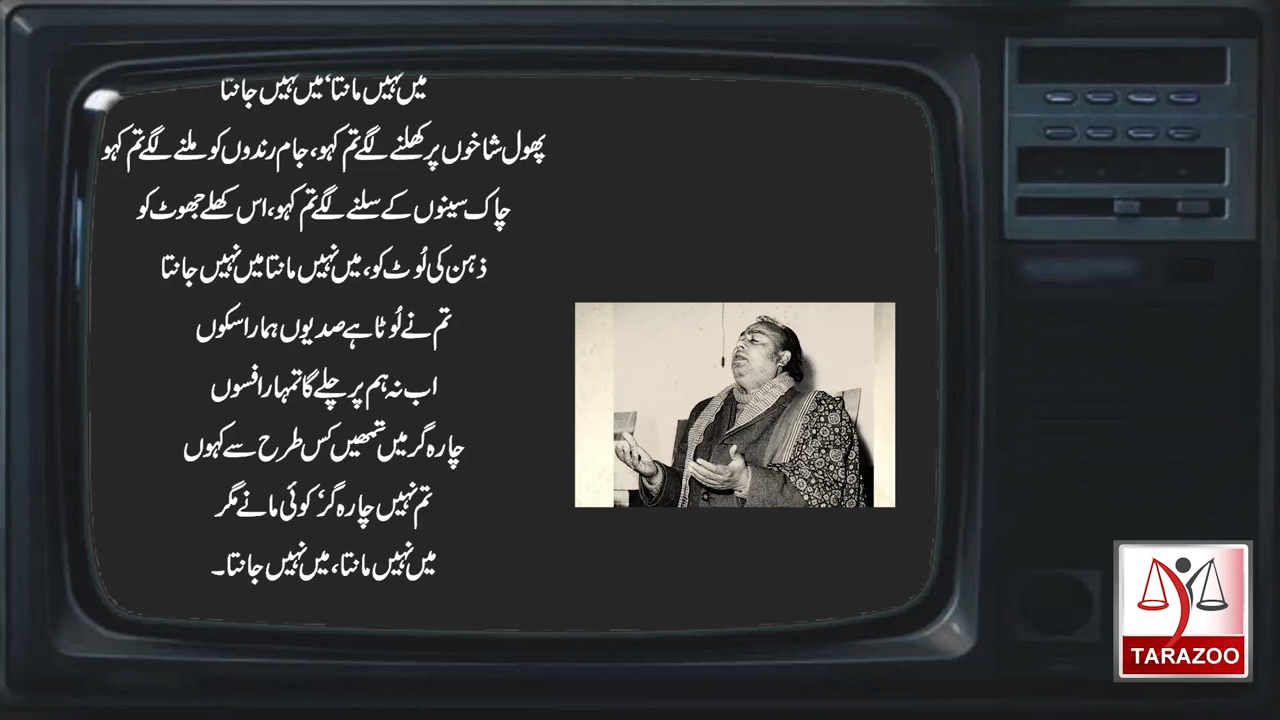 میں نہیں مانتا‘ میں نہیں جانتا
پھول شاخوں پر کھلنے لگے تم کہو، جام رندوں کو ملنے لگے تم کہو
چاک سینوں کے سلنے لگے تم کہو، اس کھلے جھوٹ کو
ذہن کی لُوٹ کو، میں نہیں مانتا میں نہیں جانتا
تم نے لُوٹا ہے صدیوں ہمارا سکوں
اب نہ ہم پر چلے گا تمہارا فسوں
چارہ گر میں تمھیں کس طرح سے کہوں
تم نہیں چارہ گر‘ کوئی مانے مگر
میں نہیں مانتا، میں نہیں جانتا۔
TARAZOO